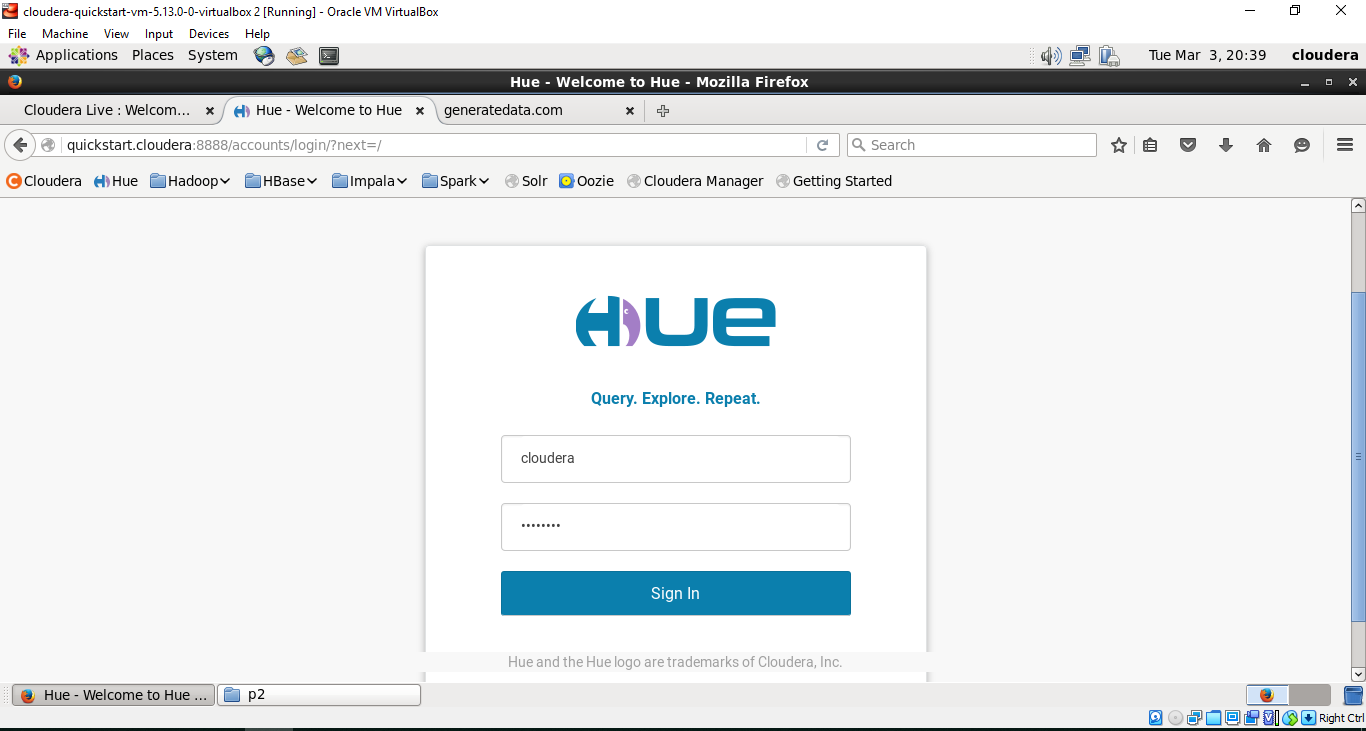 cloudera-quickstart-vm-5.13.0-0-virtualbox 2 [Running] - Oracle VM VirtualBox
File Machine View Input Devices Help
Applications Places System Tue Mar 3, 20:39 cloudera
Hue - Welcome to Hue - Mozilla Firefox
Cloudera Live : Welcom... Hue - Welcome to Hue generatedata.com
quickstart.cloudera:8888/accounts/login/?next=/ Search
Cloudera Hue Hadoop HBase Impala Spark Solr Oozie Cloudera Manager Getting Started
HUE
Query. Explore. Repeat.
cloudera
••••••••
Sign In
Hue and the Hue logo are trademarks of Cloudera, Inc.
Hue - Welcome to Hue ... p2
Right Ctrl